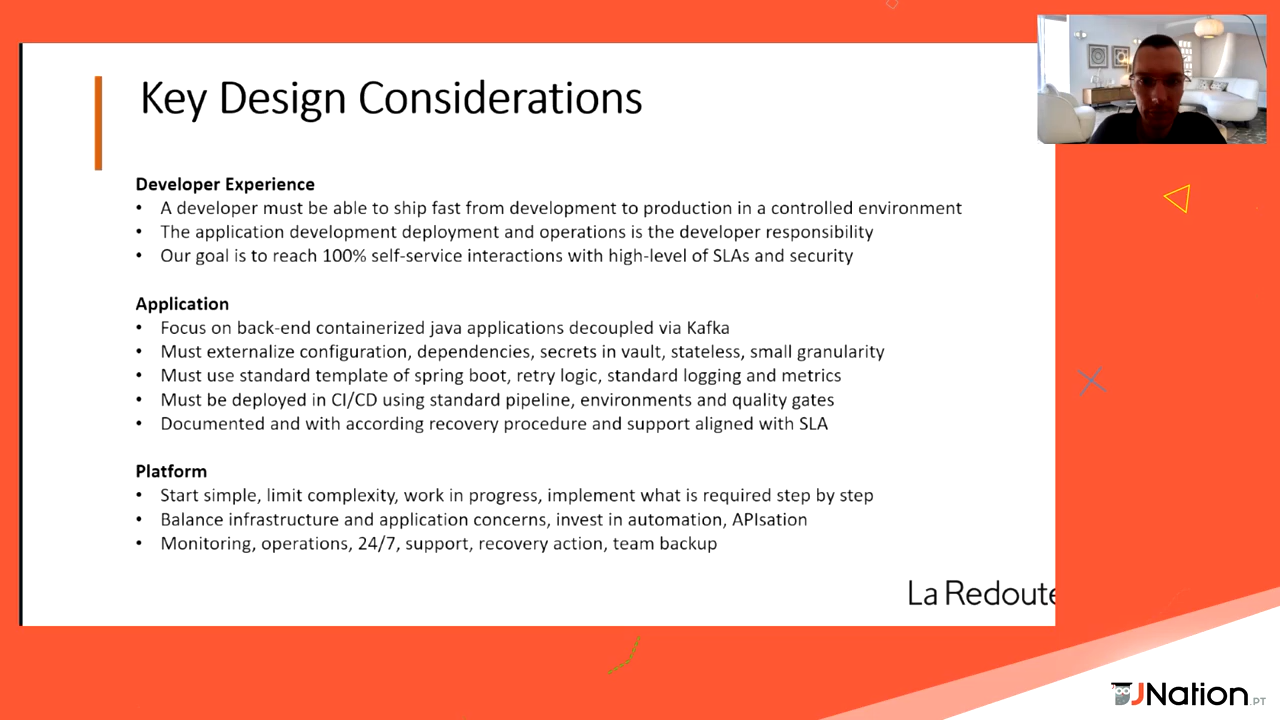 Key Design Considerations
Developer Experience
• A developer must be able to ship fast from development to production in a controlled environment
• The application development deployment and operations is the developer responsibility
• Our goal is to reach 100% self-service interactions with high-level of SLAs and security
Application
• Focus on back-end containerized java applications decoupled via Kafka
• Must externalize configuration, dependencies, secrets in vault, stateless, small granularity
• Must use standard template of spring boot, retry logic, standard logging and metrics
• Must be deployed in CI/CD using standard pipeline, environments and quality gates
• Documented and with according recovery procedure and support aligned with SLA
Platform
• Start simple, limit complexity, work in progress, implement what is required step by step
• Balance infrastructure and application concerns, invest in automation, APIsation
• Monitoring, operations, 24/7, support, recovery action, team backup
La Redoute
JNation.PT